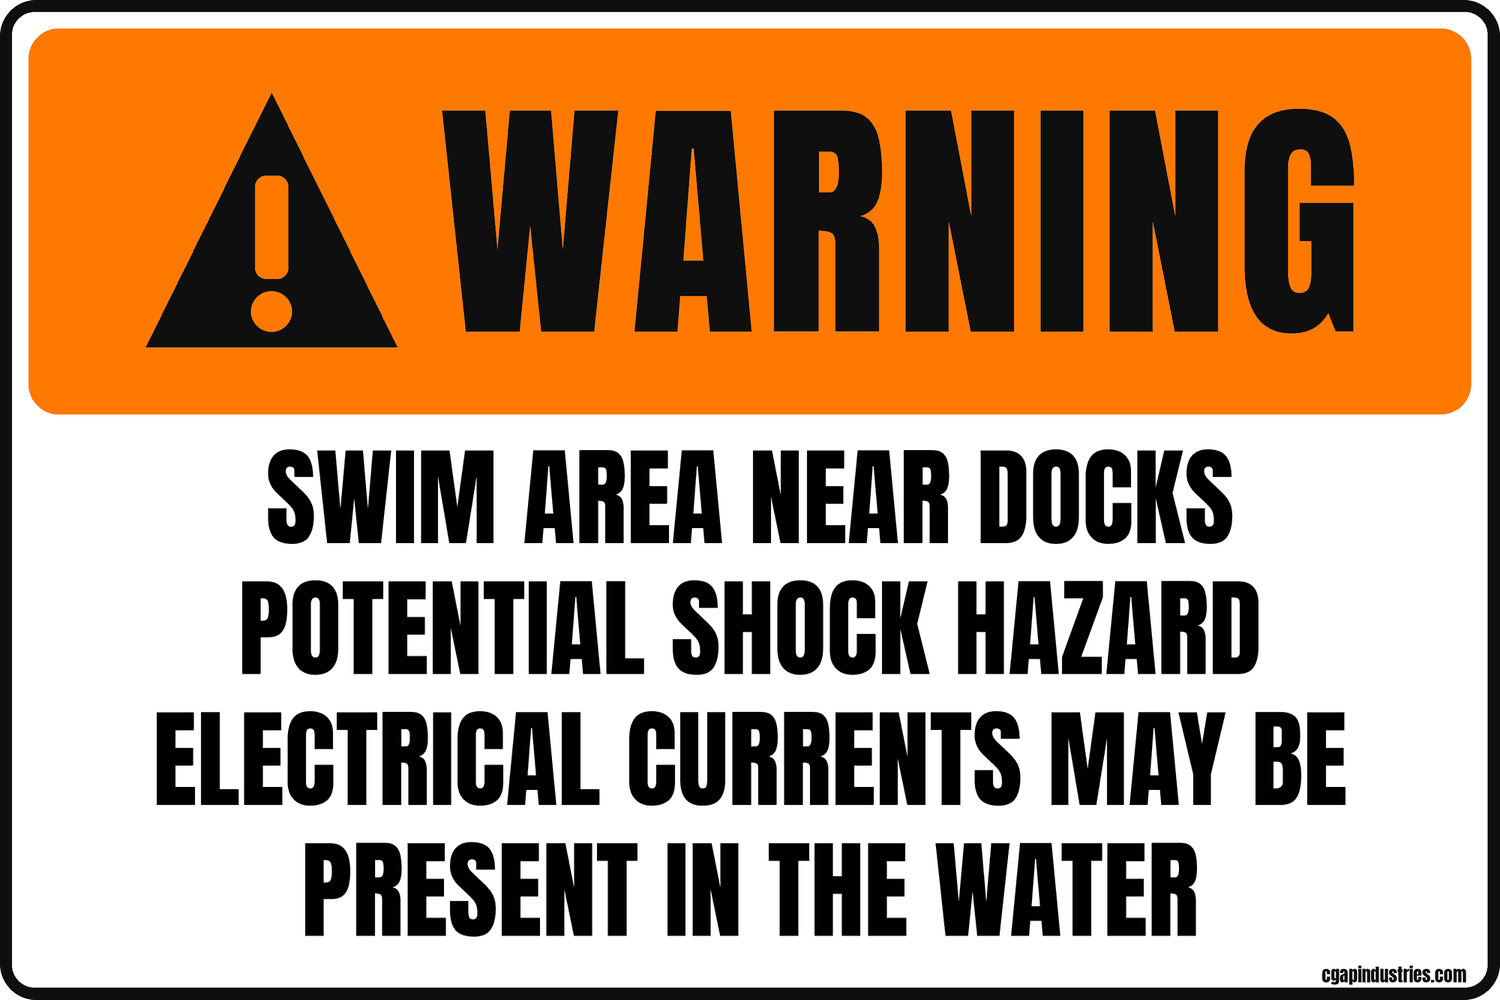 WARNING
SWIM AREA NEAR DOCKS
POTENTIAL SHOCK HAZARD
ELECTRICAL CURRENTS MAY BE
PRESENT IN THE WATER
cgapindustries.com